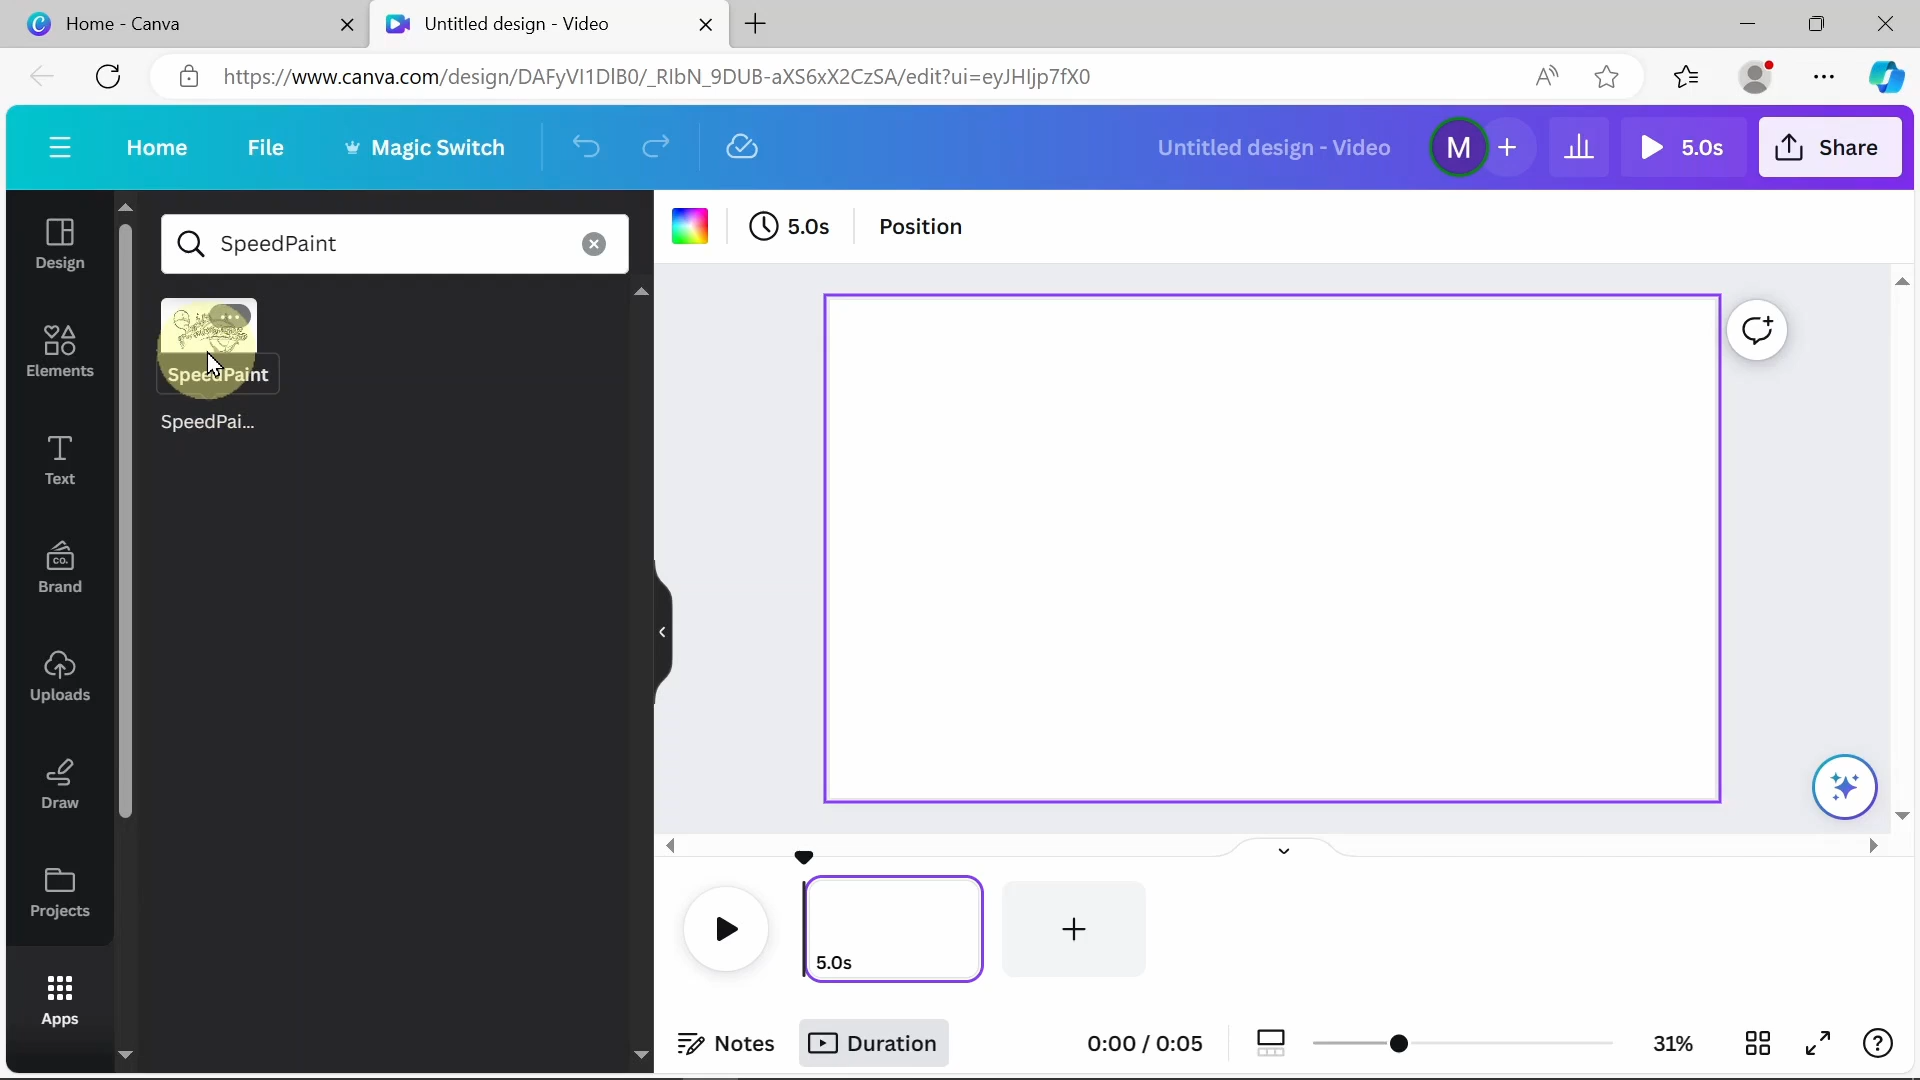 Home - Canva
Untitled design - Video
https://www.canva.com/design/DAFyVI1DlB0/_RIbN_9DUB-aXS6xX2CzSA/edit?ui=eyJHIjp7fX0
Home
File
Magic Switch
Untitled design - Video
M
5.0s
Share
Design
Elements
Text
Brand
Uploads
Draw
Projects
Apps
SpeedPaint
SpeedPaint
SpeedPai...
5.0s
Position
5.0s
Notes
Duration
0:00 / 0:05
31%
CO.